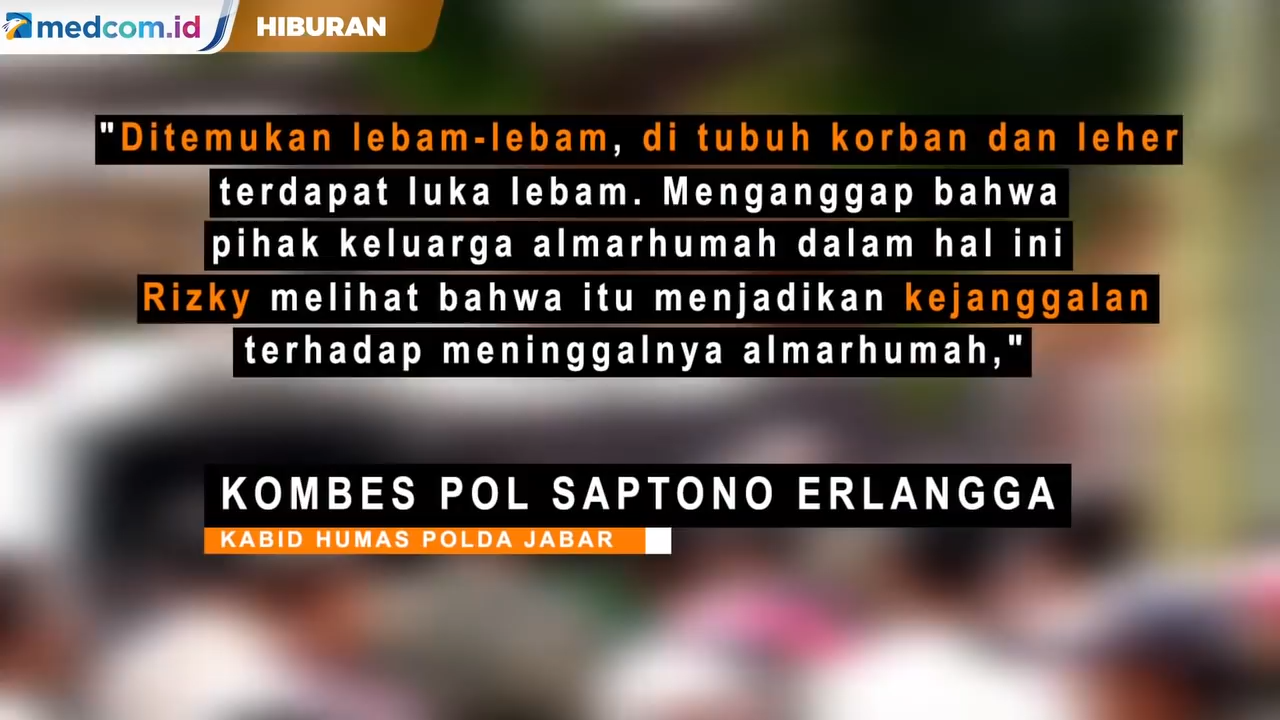 medcom.id
HIBURAN
"Ditemukan lebam-lebam, di tubuh korban dan leher
terdapat luka lebam. Menganggap bahwa
pihak keluarga almarhumah dalam hal ini
Rizky melihat bahwa itu menjadikan kejanggalan
terhadap meninggalnya almarhumah,"
KOMBES POL SAPTONO ERLANGGA
KABID HUMAS POLDA JABAR